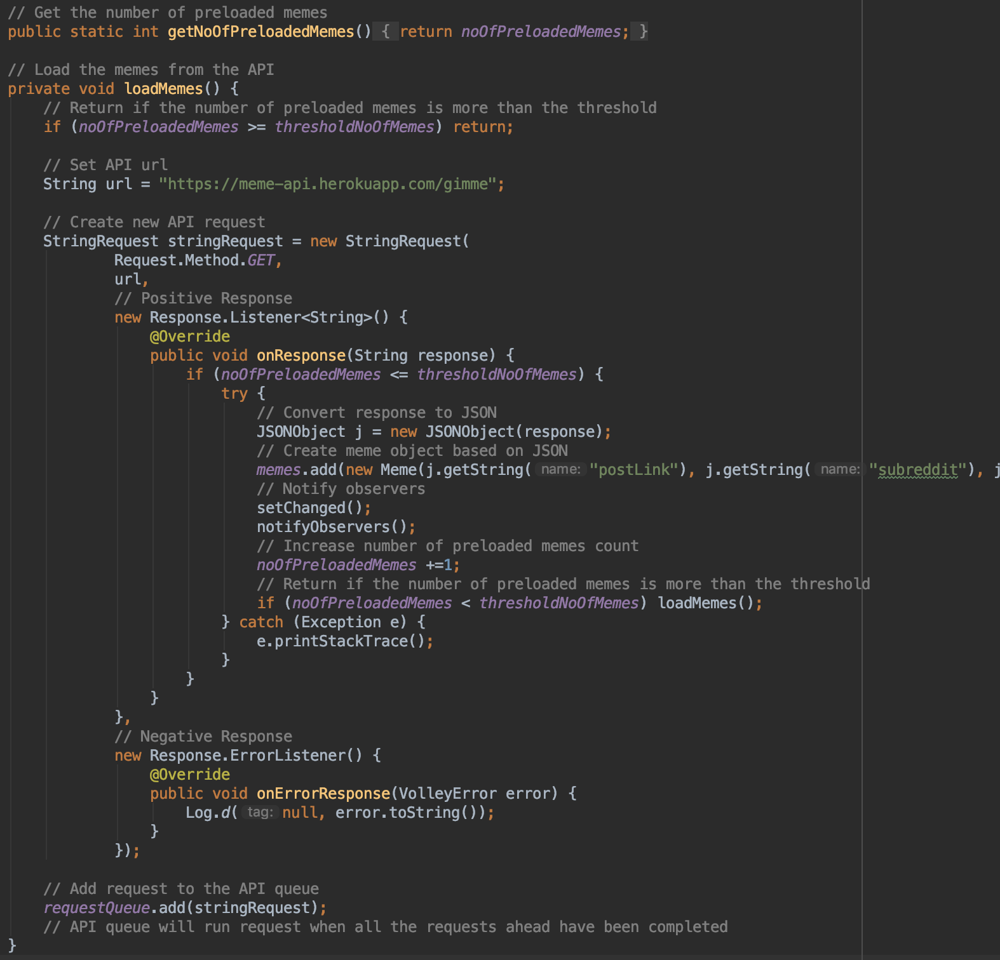 // Get the number of preloaded memes
public static int getNoOfPreloadedMemes() { return noOfPreloadedMemes; }
// Load the memes from the API
private void loadMemes() {
// Return if the number of preloaded memes is more than the threshold
if (noOfPreloadedMemes >= thresholdNoOfMemes) return;
// Set API url
String url = "https://meme-api.herokuapp.com/gimme";
// Create new API request
StringRequest stringRequest = new StringRequest(
Request.Method.GET,
url,
// Positive Response
new Response.Listener<String>() {
@Override
public void onResponse(String response) {
if (noOfPreloadedMemes <= thresholdNoOfMemes) {
try {
// Convert response to JSON
JSONObject j = new JSONObject(response);
// Create meme object based on JSON
memes.add(new Meme(j.getString( name: "postLink"), j.getString( name: "subreddit"), j
// Notify observers
setChanged();
notifyObservers();
// Increase number of preloaded memes count
noOfPreloadedMemes +=1;
// Return if the number of preloaded memes is more than the threshold
if (noOfPreloadedMemes < thresholdNoOfMemes) loadMemes();
} catch (Exception e) {
e.printStackTrace();
}
}
}
},
// Negative Response
new Response.ErrorListener() {
@Override
public void onErrorResponse(VolleyError error) {
Log.d( tag: null, error.toString());
}
});
// Add request to the API queue
requestQueue.add(stringRequest);
// API queue will run request when all the requests ahead have been completed
}